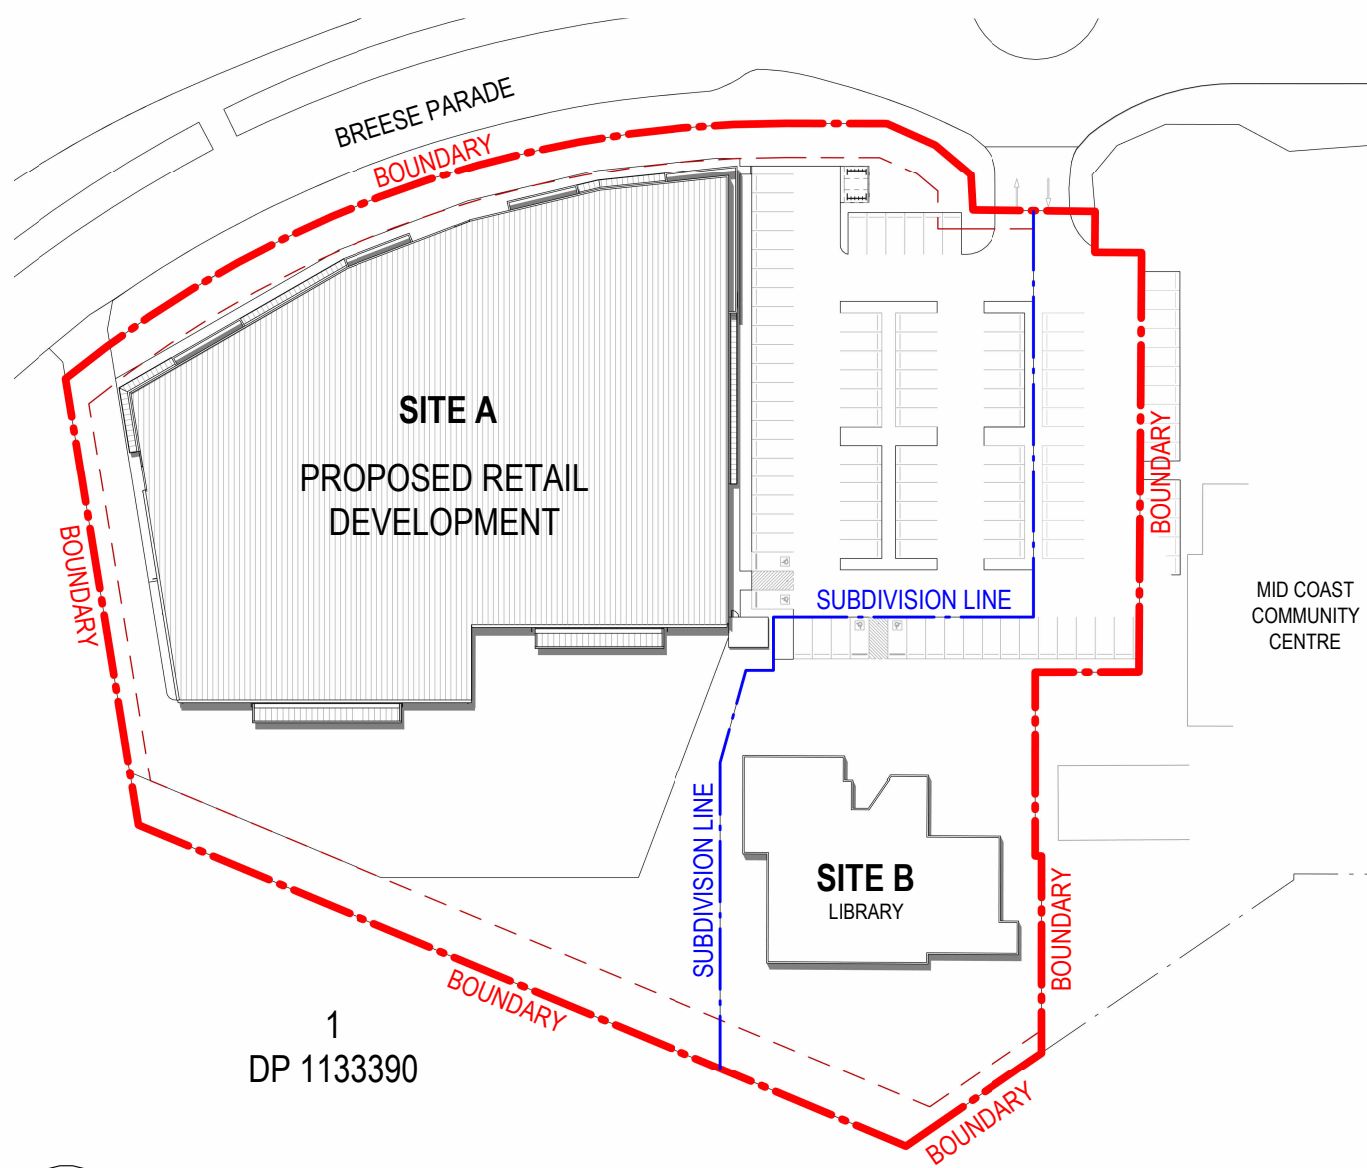 BREESE PARADE
BOUNDARY
SITE A
PROPOSED RETAIL
DEVELOPMENT
BOUNDARY
BOUNDARY
SUBDIVISION LINE
MID COAST
COMMUNITY
CENTRE
SUBDIVISION LINE
SITE B
LIBRARY
BOUNDARY
BOUNDARY
1
DP 1133390
BOUNDARY